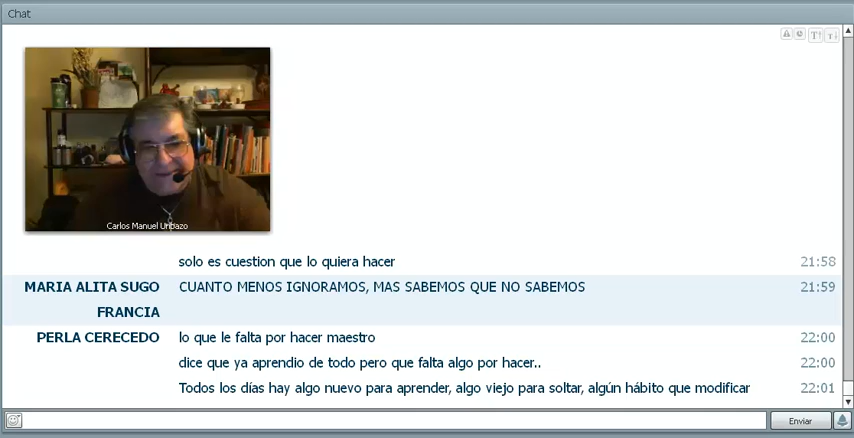 Chat
Carlos Manuel Unbazo
solo es cuestion que lo quiera hacer 21:58
MARIA ALITA SUGO CUANTO MENOS IGNORAMOS, MAS SABEMOS QUE NO SABEMOS 21:59
FRANCIA
PERLA CERECEDO lo que le falta por hacer maestro 22:00
dice que ya aprendio de todo pero que falta algo por hacer.. 22:00
Todos los días hay algo nuevo para aprender, algo viejo para soltar, algún hábito que modificar 22:01
Enviar